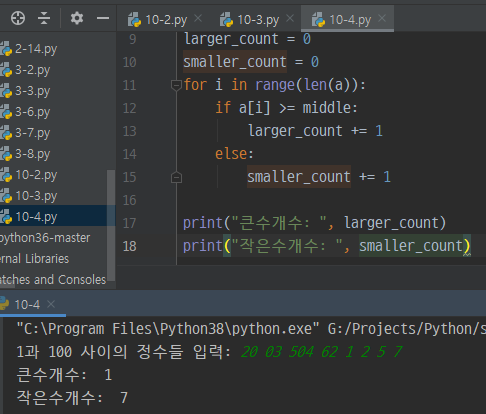 10-2.py
10-3.py
10-4.py
2-14.py
3-2.py
3-3.py
3-6.py
3-7.py
3-8.py
10-2.py
10-3.py
10-4.py
python36-master
ernal Libraries
atches and Consoles
9 larger_count = 0
10 smaller_count = 0
11 for i in range(len(a)):
12 if a[i] >= middle:
13 larger_count += 1
14 else:
15 smaller_count += 1
16
17 print("큰수개수: ", larger_count)
18 print("작은수개수: ", smaller_count)
10-4
"C:\Program Files\Python38\python.exe" G:/Projects/Python/s
1과 100 사이의 정수들 입력: 20 03 504 62 1 2 5 7
큰수개수:  1
작은수개수:  7